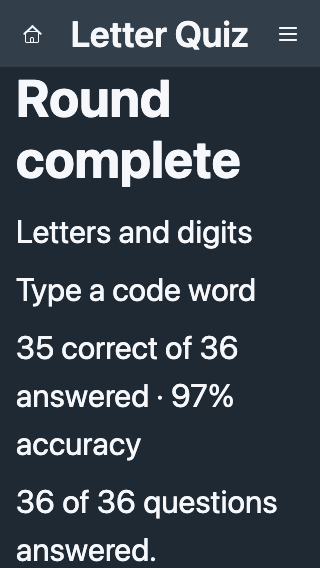 Letter Quiz
Round
complete
Letters and digits
Type a code word
35 correct of 36
answered · 97%
accuracy
36 of 36 questions
answered.